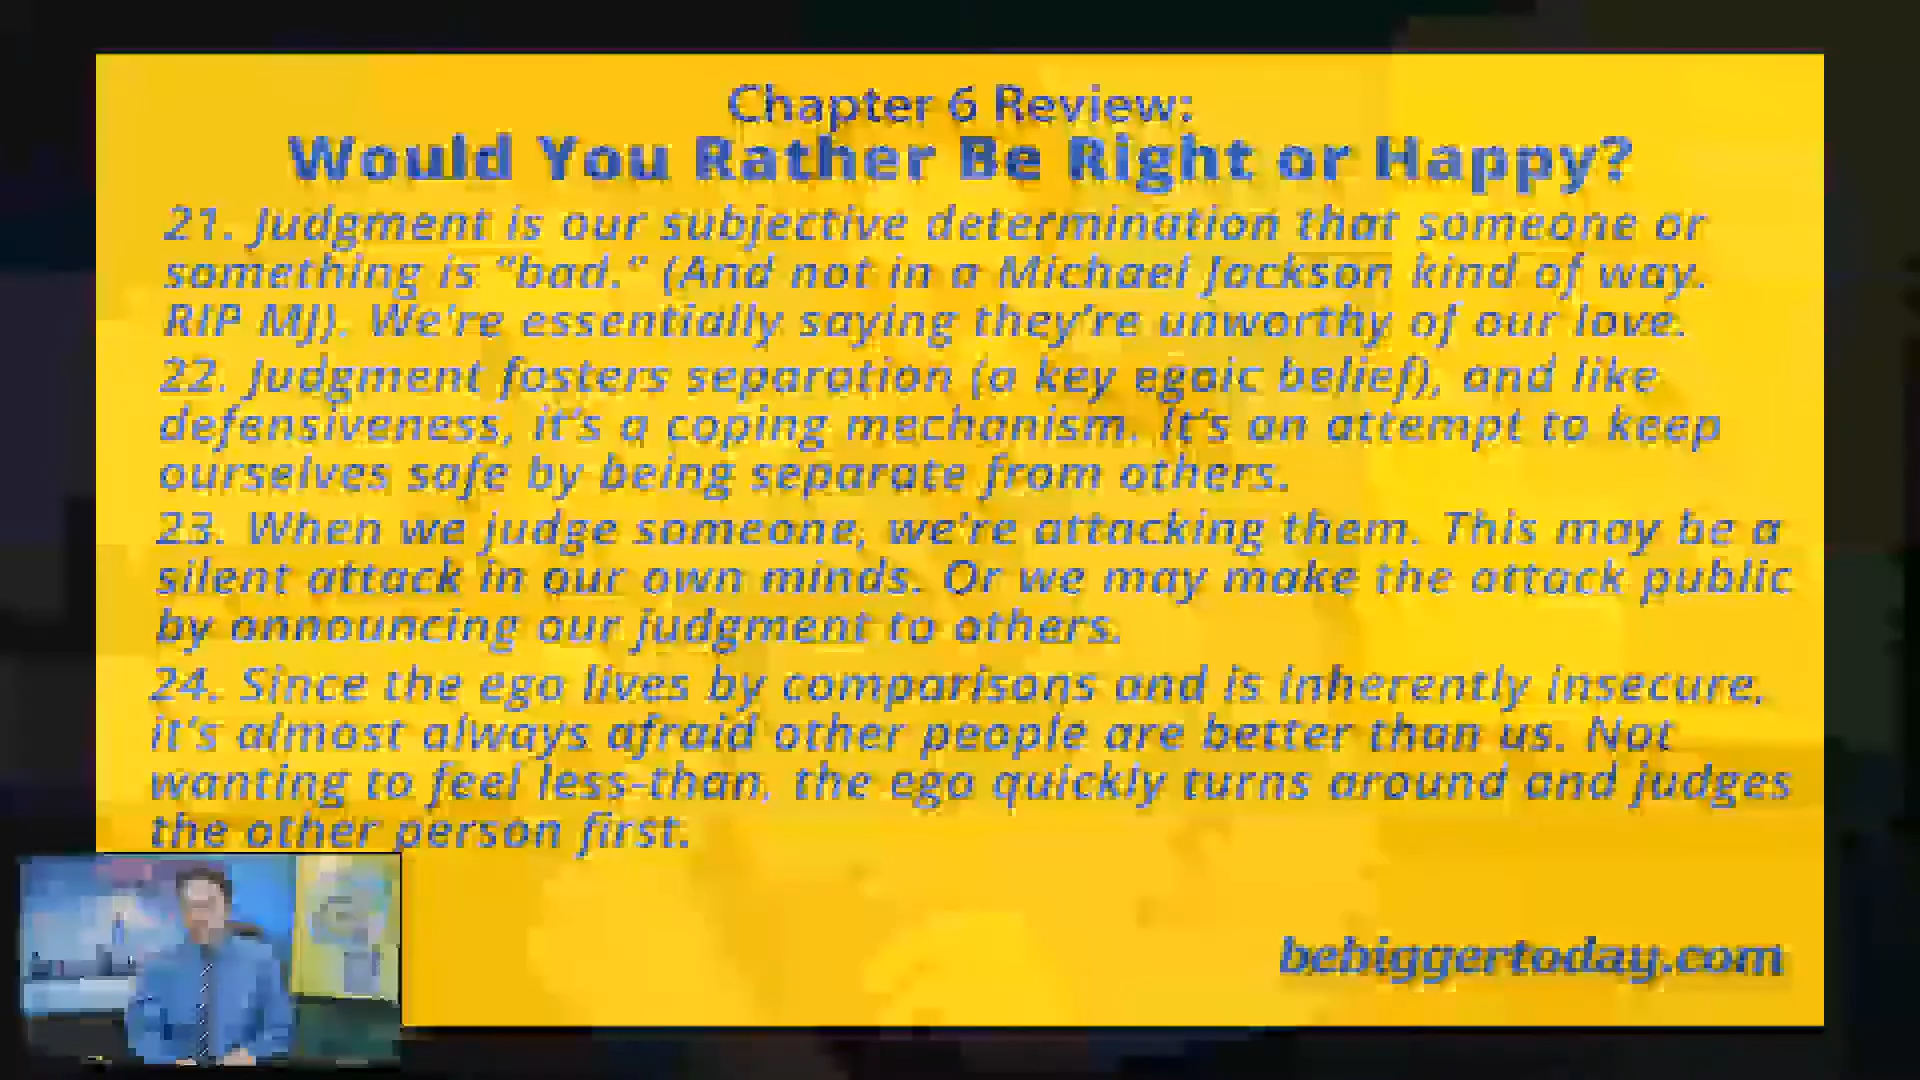 Chapter 6 Review:
Would You Rather Be Right or Happy?
21. Judgment is our subjective determination that someone or
something is “bad.” (And not in a Michael Jackson kind of way.
RIP MJ). We're essentially saying they're unworthy of our love.
22. Judgment fosters separation (a key egoic belief), and like
defensiveness, it's a coping mechanism. It's an attempt to keep
ourselves safe by being separate from others.
23. When we judge someone, we're attacking them. This may be a
silent attack in our own minds. Or we may make the attack public
by announcing our judgment to others.
24. Since the ego lives by comparisons and is inherently insecure,
it's almost always afraid other people are better than us. Not
wanting to feel less-than, the ego quickly turns around and judges
the other person first.
bebiggertoday.com